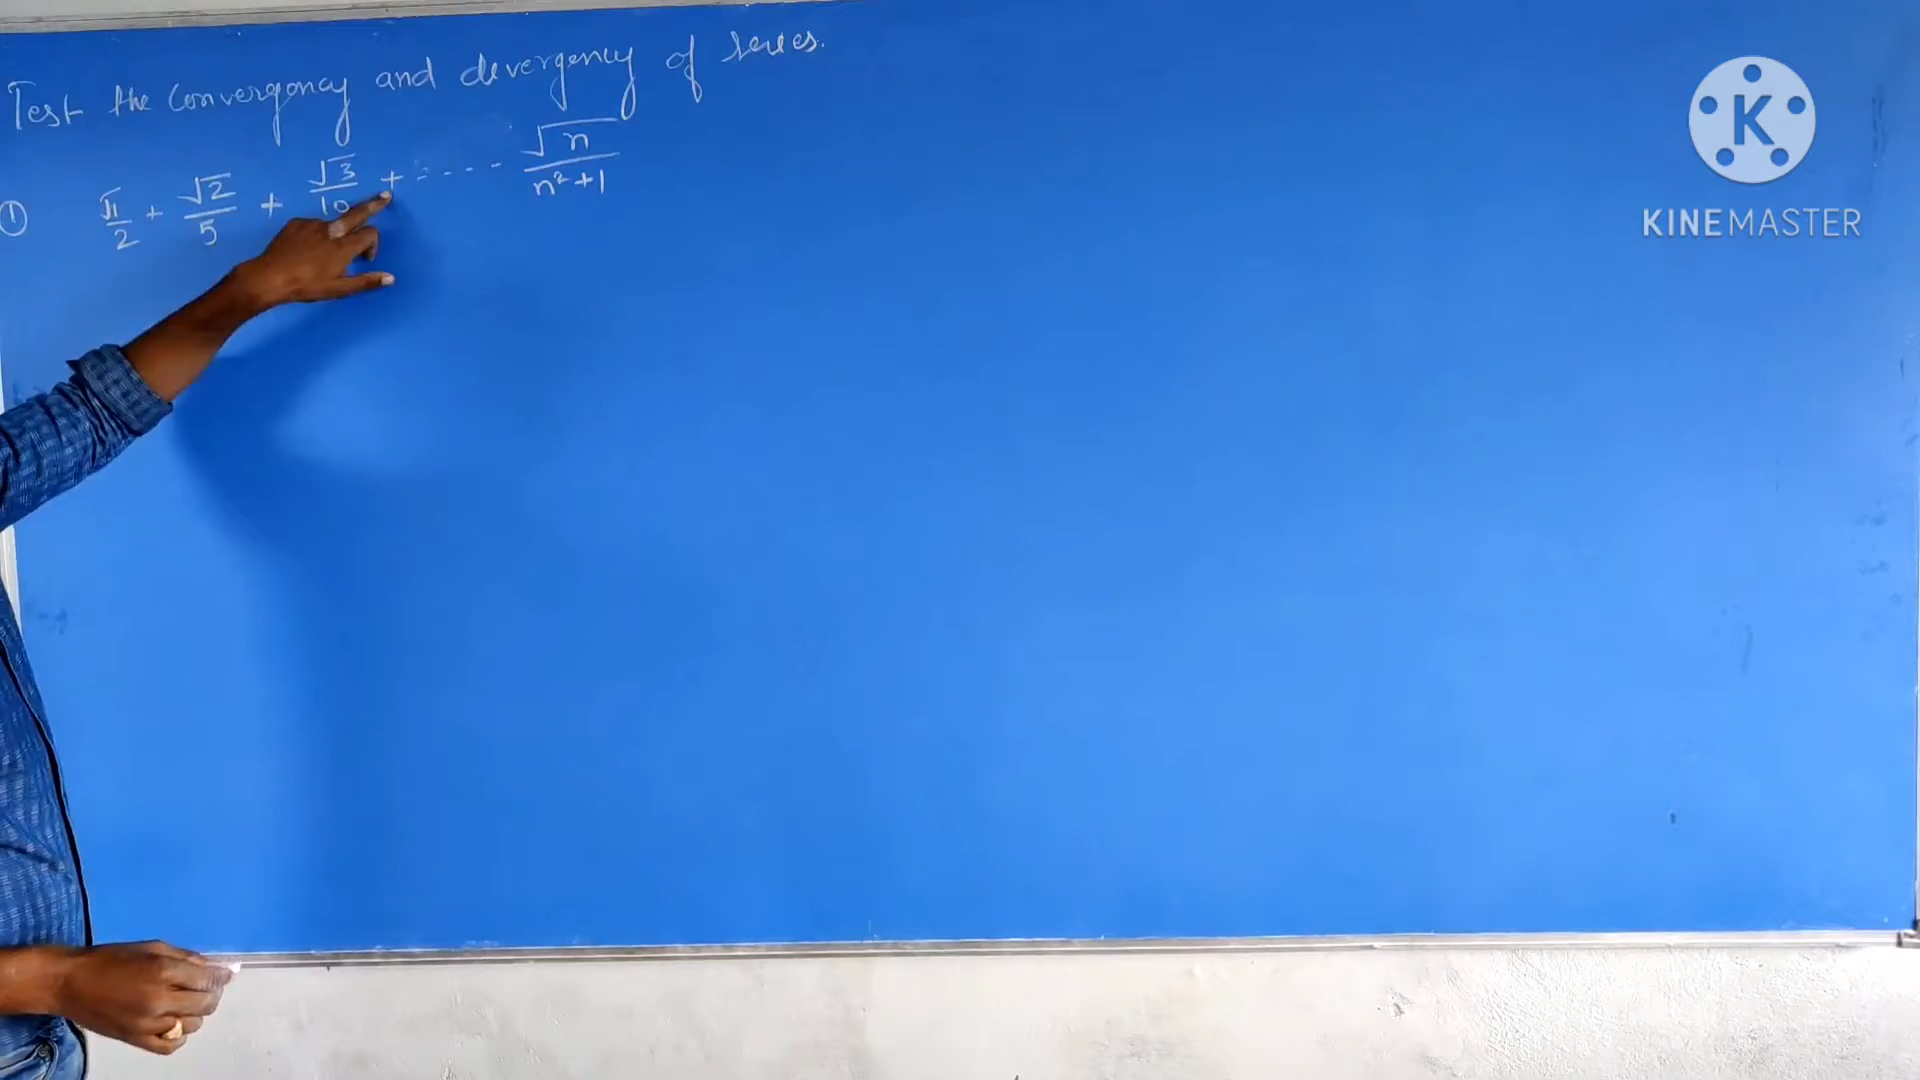 Test the convergency and divergency of series.
① √1/2 + √2/5 + √3/10 + - - - - √n/n²+1
K
KINEMASTER